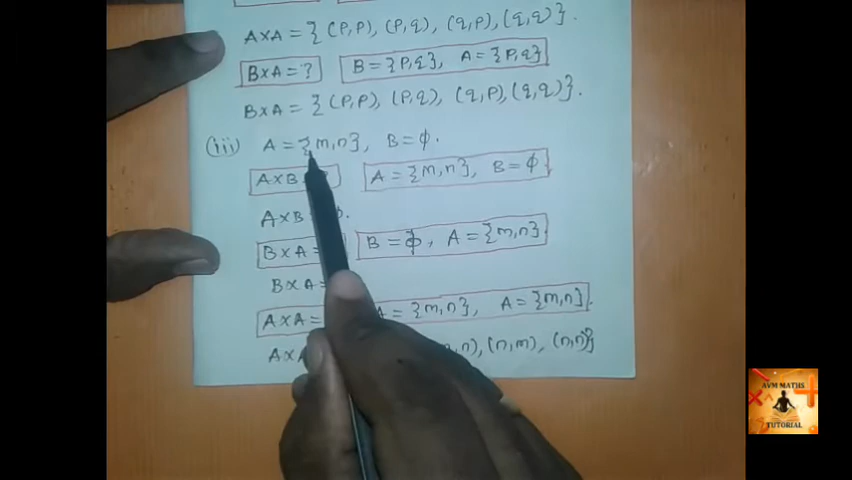 A×A = {(P,P), (P,q), (q,P), (q,q)}.
B×A = ? B = {P,q}, A = {P,q}
B×A = {(P,P), (P,q), (q,P), (q,q)}.
(iii) A = {m,n}, B = ϕ.
A×B A = {m,n}, B = ϕ
A×B ϕ.
B×A = B = ϕ, A = {m,n}
B×A =
A×A = A = {m,n}, A = {m,n}.
A×A ,n), (n,m), (n,n)}
AVM MATHS
TUTORIAL